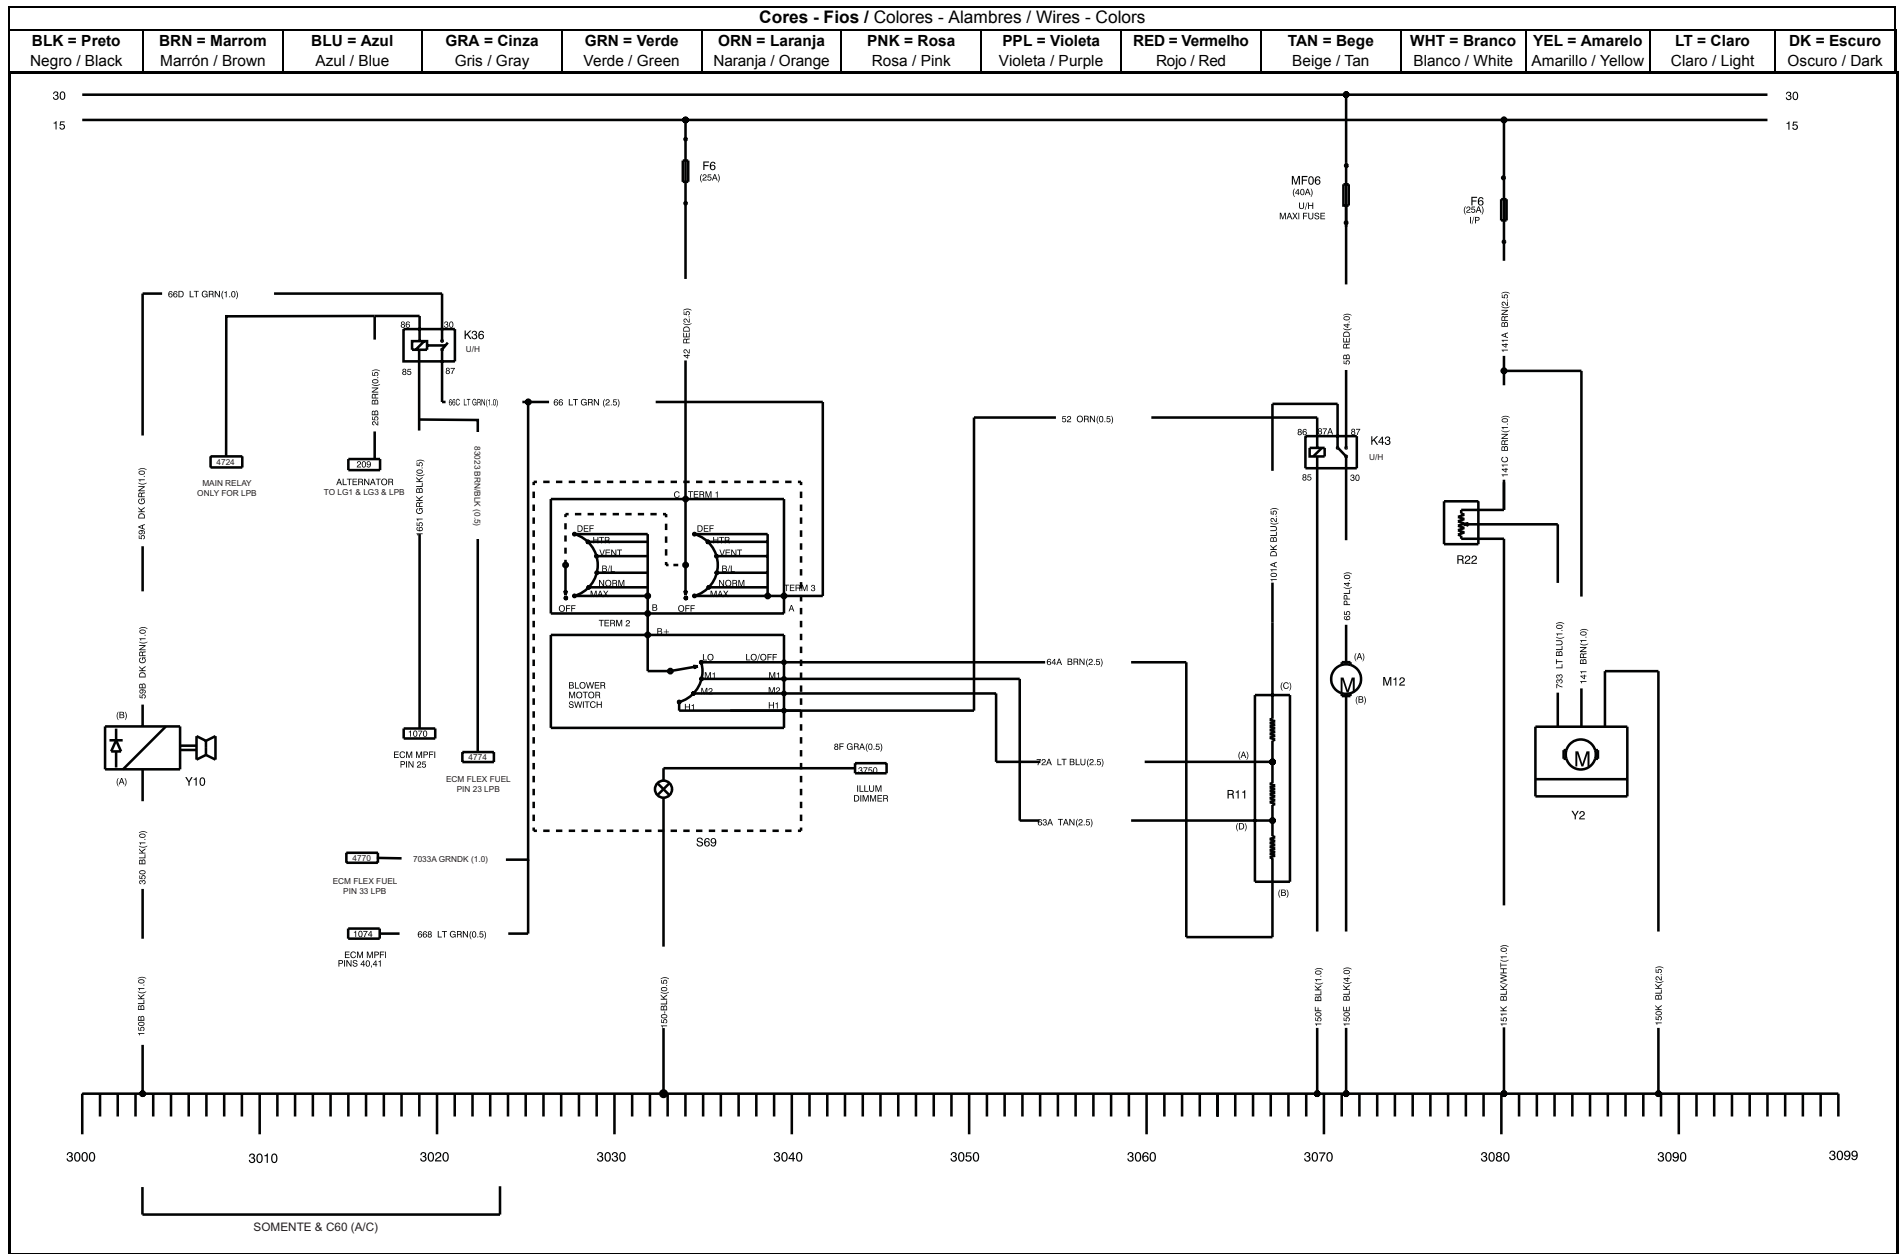 Cores - Fios / Colores - Alambres / Wires - Colors
BLK = Preto
Negro / Black
BRN = Marrom
Marrón / Brown
BLU = Azul
Azul / Blue
GRA = Cinza
Gris / Gray
GRN = Verde
Verde / Green
ORN = Laranja
Naranja / Orange
PNK = Rosa
Rosa / Pink
PPL = Violeta
Violeta / Purple
RED = Vermelho
Rojo / Red
TAN = Bege
Beige / Tan
WHT = Branco
Blanco / White
YEL = Amarelo
Amarillo / Yellow
LT = Claro
Claro / Light
DK = Escuro
Oscuro / Dark
30
30
15
15
F6
(25A)
MF06
(40A)
U/H
MAXI FUSE
F6
(25A)
I/P
66D LT GRN(1.0)
86
30
K36
U/H
85
87
66C LT GRN(1.0)
66 LT GRN (2.5)
42 RED(2.5)
5B RED(4.0)
141A BRN(2.5)
25B BRN(0.5)
52 ORN(0.5)
86
87A
87
K43
U/H
85
30
141C BRN(1.0)
4724
MAIN RELAY
ONLY FOR LPB
209
ALTERNATOR
TO LG1 & LG3 & LPB
59A DK GRN(1.0)
1651 GRK BLK(0.5)
83023 BRN/BLK (0.5)
C
TERM 1
DEF
HTR
VENT
B/L
NORM
MAX
OFF
DEF
HTR
VENT
B/L
NORM
MAX
OFF
TERM 3
A
B
TERM 2
B+
101A DK BLU(2.5)
R22
65 PPL(4.0)
59B DK GRN(1.0)
733 LT BLU(1.0)
141 BRN(1.0)
LO
LO/OFF
M1
M1
M2
M2
H1
H1
BLOWER
MOTOR
SWITCH
64A BRN(2.5)
(A)
M
M12
(B)
(C)
(B)
Y10
(A)
1070
ECM MPFI
PIN 25
4774
ECM FLEX FUEL
PIN 23 LPB
8F GRA(0.5)
3750
ILLUM
DIMMER
72A LT BLU(2.5)
(A)
R11
63A TAN(2.5)
(D)
(B)
M
Y2
S69
350 BLK(1.0)
4770
7033A GRNDK (1.0)
ECM FLEX FUEL
PIN 33 LPB
1074
668 LT GRN(0.5)
ECM MPFI
PINS 40,41
150B BLK(1.0)
150-BLK(0.5)
150F BLK(1.0)
150E BLK(4.0)
151K BLK/WHT(1.0)
150K BLK(2.5)
3000
3010
3020
3030
3040
3050
3060
3070
3080
3090
3099
SOMENTE & C60 (A/C)